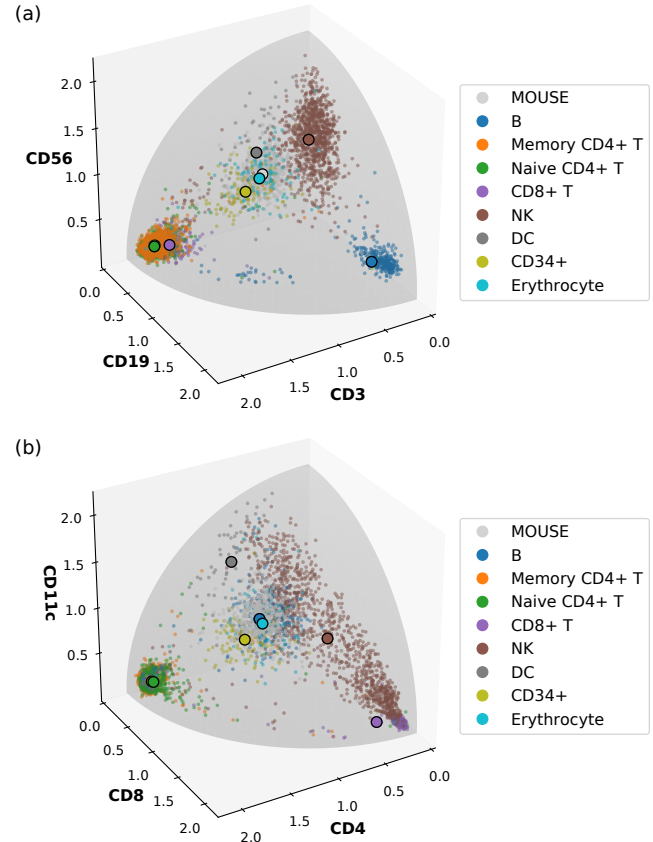 (a)
2.0
1.5
CD56
1.0
0.5
0.0
0.5
1.0
CD19
1.5
2.0
2.0
1.5
1.0
0.5
0.0
CD3
MOUSE
B
Memory CD4+ T
Naive CD4+ T
CD8+ T
NK
DC
CD34+
Erythrocyte
(b)
2.0
1.5
CD11c
1.0
0.5
0.0
0.5
1.0
CD8
1.5
2.0
2.0
1.5
1.0
0.5
0.0
CD4
MOUSE
B
Memory CD4+ T
Naive CD4+ T
CD8+ T
NK
DC
CD34+
Erythrocyte